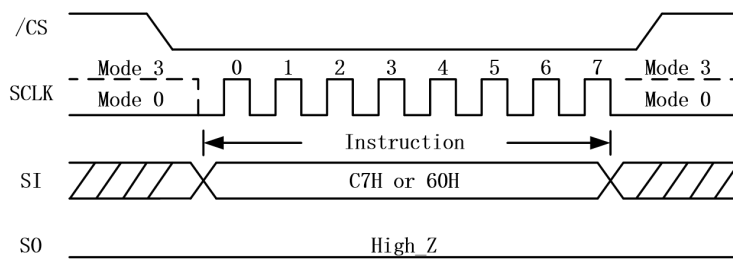 /CS
Mode 3 0 1 2 3 4 5 6 7 Mode 3
SCLK
Mode 0 Mode 0
Instruction
SI C7H or 60H
SO High_Z